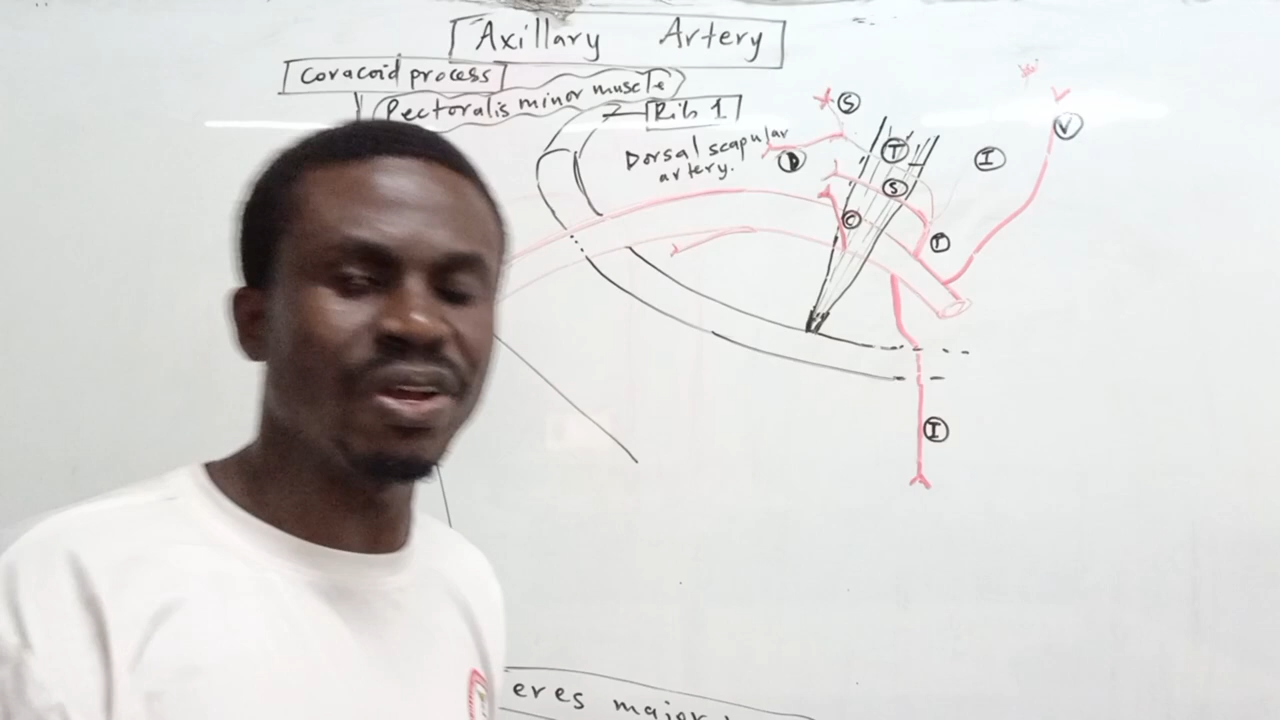 Axillary Artery
Coracoid process
Pectoralis minor muscle
Rib 1
Dorsal scapular
artery.
S
D
T
S
C
P
I
V
I
eres major